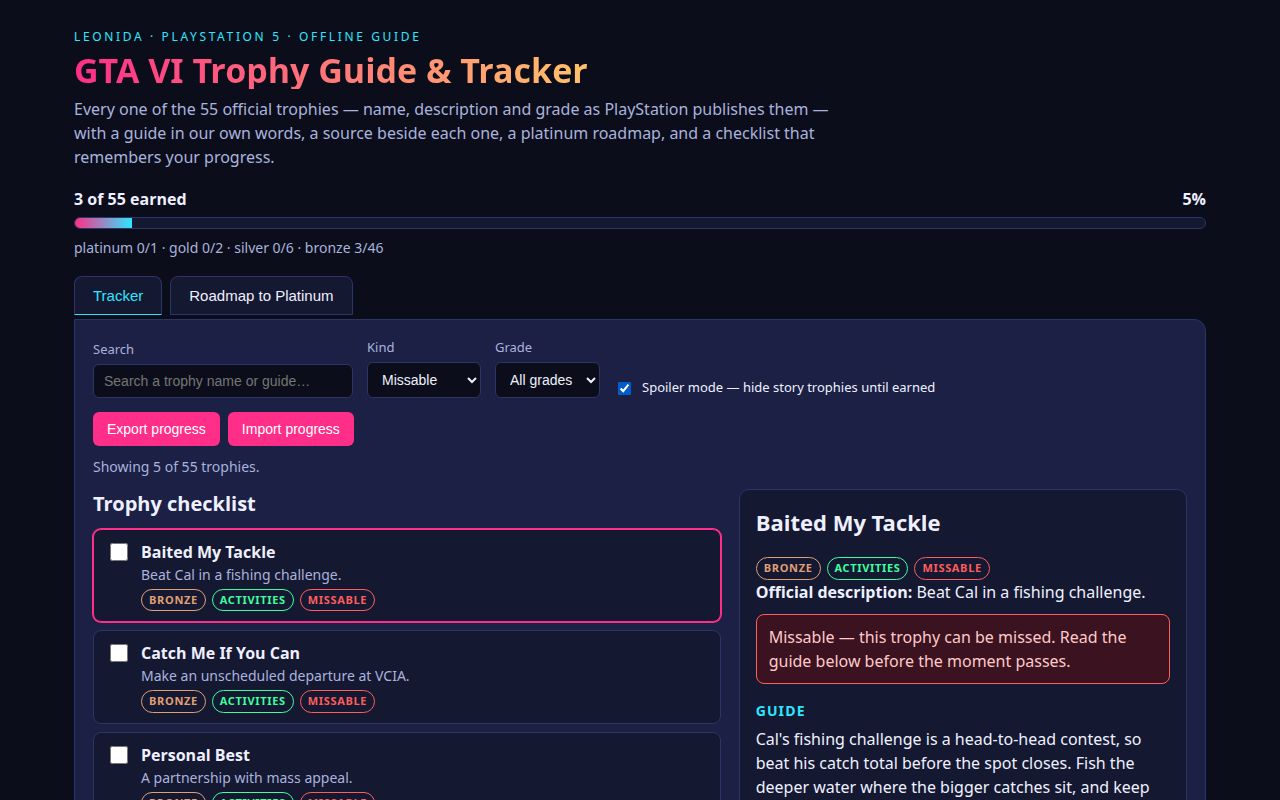 LEONIDA · PLAYSTATION 5 · OFFLINE GUIDE
GTA VI Trophy Guide & Tracker
Every one of the 55 official trophies — name, description and grade as PlayStation publishes them —
with a guide in our own words, a source beside each one, a platinum roadmap, and a checklist that
remembers your progress.
3 of 55 earned 5%
platinum 0/1 · gold 0/2 · silver 0/6 · bronze 3/46
Tracker Roadmap to Platinum
Search Kind Grade
Search a trophy name or guide… Missable All grades Spoiler mode — hide story trophies until earned
Export progress Import progress
Showing 5 of 55 trophies.
Trophy checklist
Baited My Tackle
Beat Cal in a fishing challenge.
BRONZE ACTIVITIES MISSABLE
Catch Me If You Can
Make an unscheduled departure at VCIA.
BRONZE ACTIVITIES MISSABLE
Personal Best
A partnership with mass appeal.
BRONZE ACTIVITIES MISSABLE
Baited My Tackle
BRONZE ACTIVITIES MISSABLE
Official description: Beat Cal in a fishing challenge.
Missable — this trophy can be missed. Read the
guide below before the moment passes.
GUIDE
Cal's fishing challenge is a head-to-head contest, so
beat his catch total before the spot closes. Fish the
deeper water where the bigger catches sit, and keep